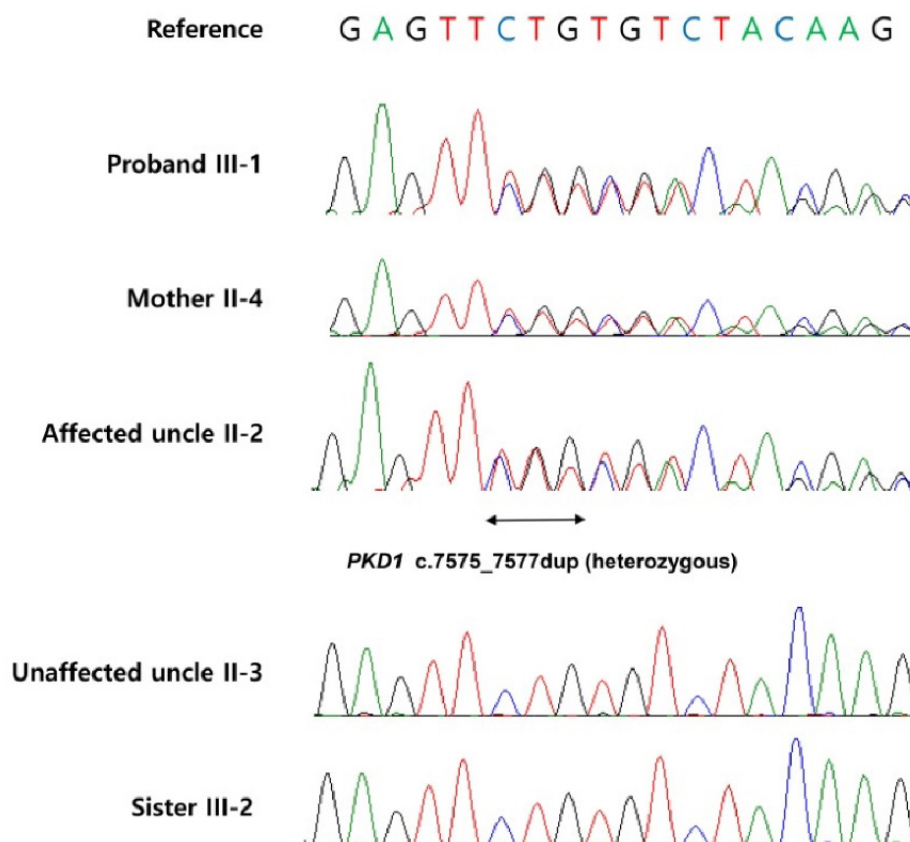 Reference GAGTTCTGTGTCTACAAG
Proband III-1
Mother II-4
Affected uncle II-2
PKD1 c.7575_7577dup (heterozygous)
Unaffected uncle II-3
Sister III-2